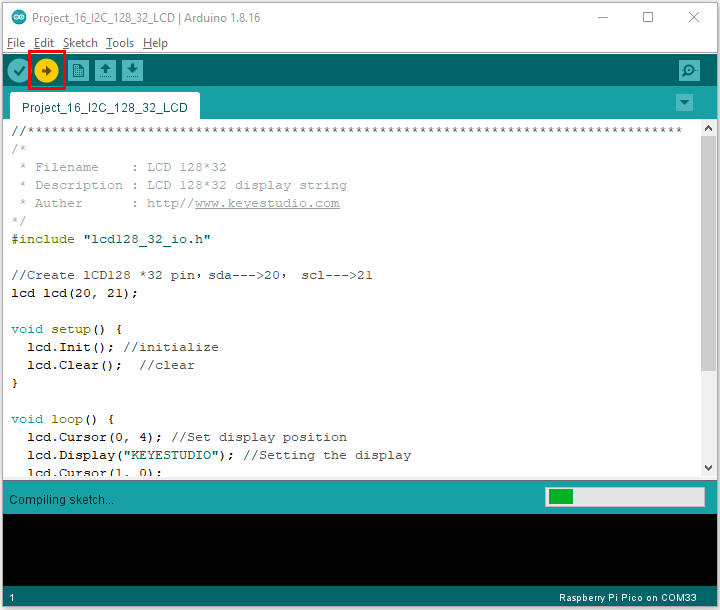 Project_16_I2C_128_32_LCD | Arduino 1.8.16
File Edit Sketch Tools Help
Project_16_I2C_128_32_LCD
//**********************************************************************************
/*
 * Filename    : LCD 128*32
 * Description : LCD 128*32 display string
 * Auther      : http//www.keyestudio.com
*/
#include "lcd128_32_io.h"
//Create lCD128 *32 pin，sda--->20， scl--->21
lcd lcd(20, 21);
void setup() {
  lcd.Init(); //initialize
  lcd.Clear();  //clear
}
void loop() {
  lcd.Cursor(0, 4); //Set display position
  lcd.Display("KEYESTUDIO"); //Setting the display
  lcd.Cursor(1, 0);
Compiling sketch...
1 Raspberry Pi Pico on COM33